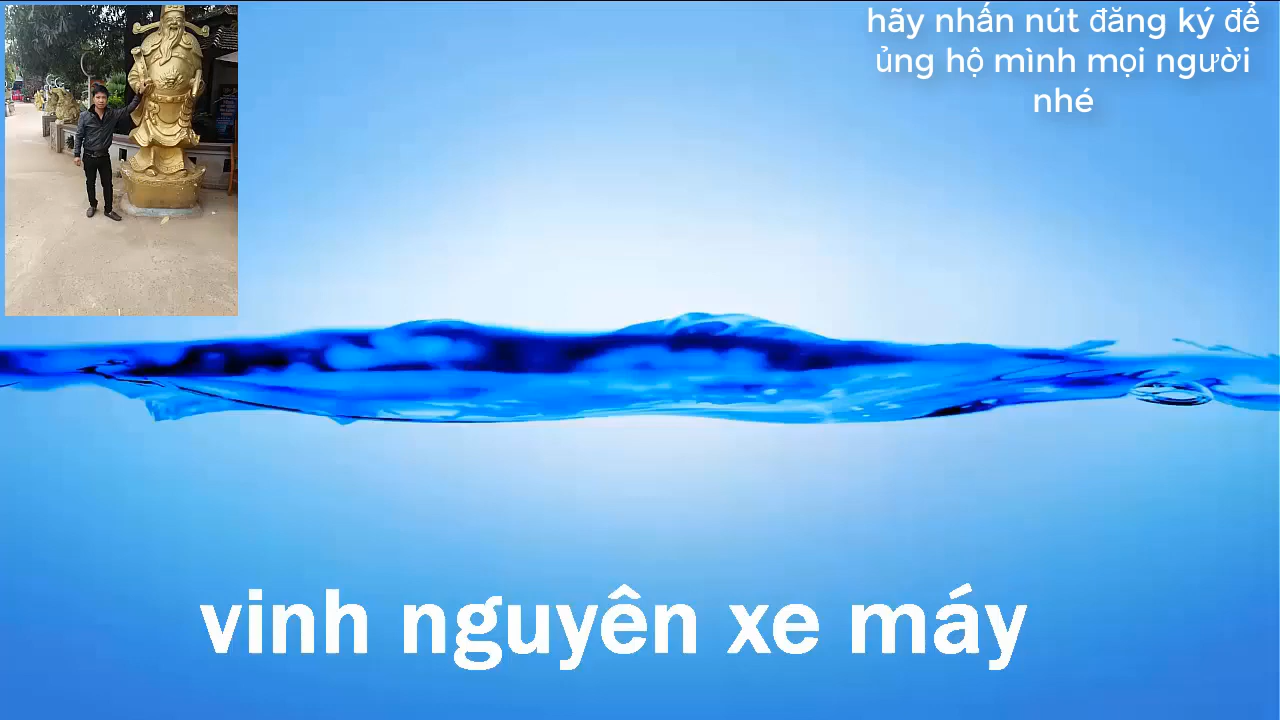 hãy nhấn nút đăng ký để
ủng hộ mình mọi người
nhé
vinh nguyên xe máy